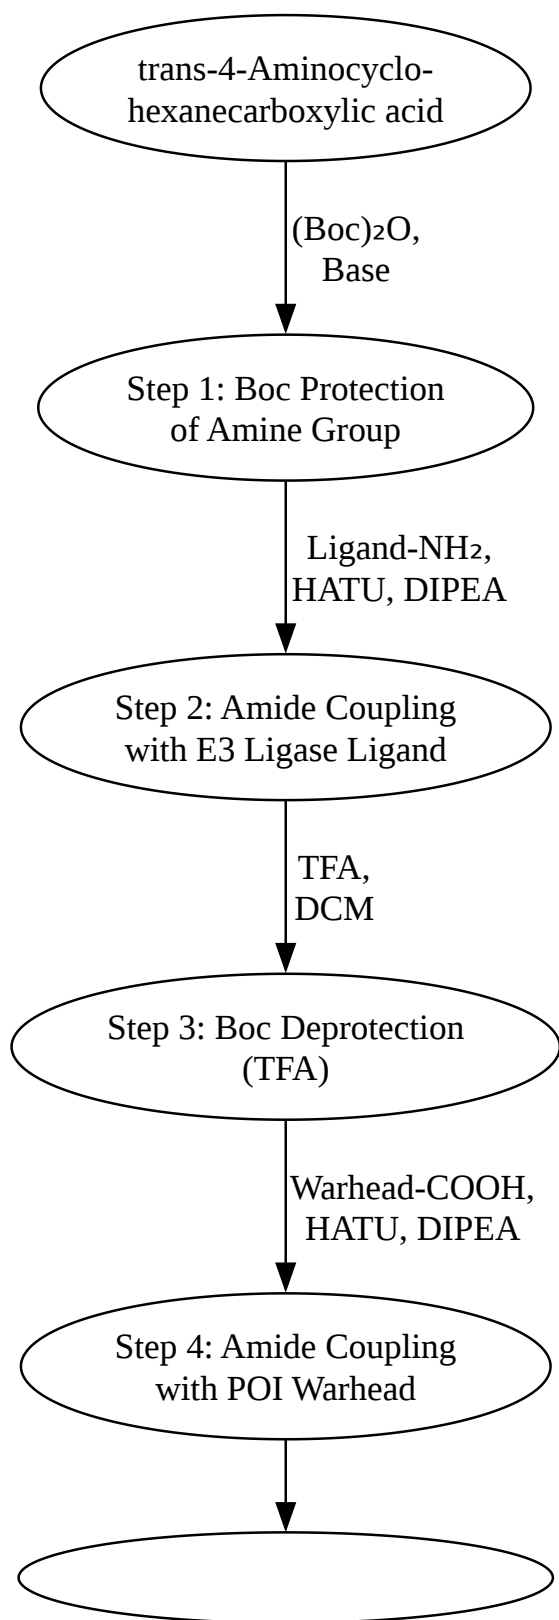 trans-4-Aminocyclo-
hexanecarboxylic acid
(Boc)₂O,
Base
Step 1: Boc Protection
of Amine Group
Ligand-NH₂,
HATU, DIPEA
Step 2: Amide Coupling
with E3 Ligase Ligand
TFA,
DCM
Step 3: Boc Deprotection
(TFA)
Warhead-COOH,
HATU, DIPEA
Step 4: Amide Coupling
with POI Warhead